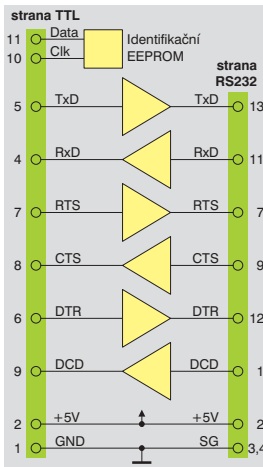 strana TTL
11 Data Identifikační
10 Clk EEPROM
strana
RS232
5 TxD TxD 13
4 RxD RxD 11
7 RTS RTS 7
8 CTS CTS 9
6 DTR DTR 12
9 DCD DCD 1
2 +5V +5V 2
1 GND SG 3,4